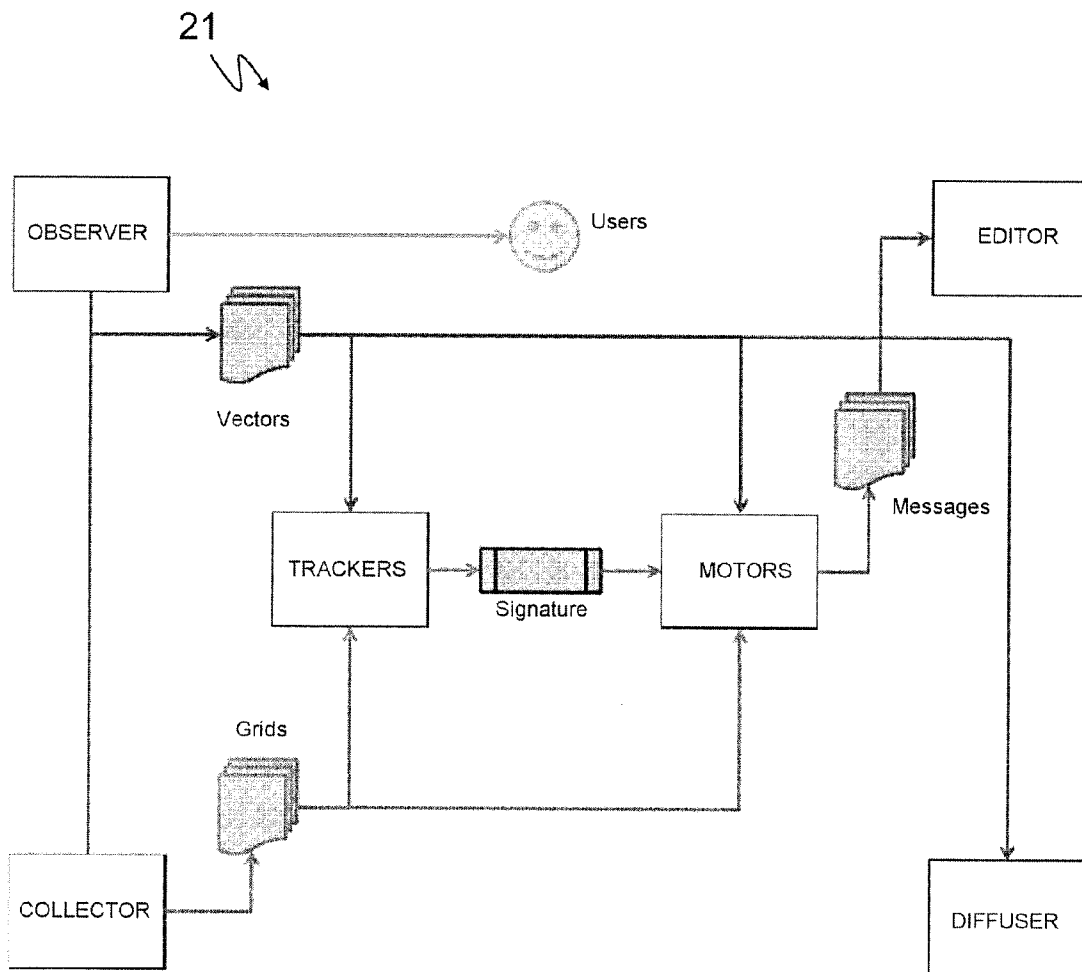 21
OBSERVER
Users
EDITOR
Vectors
Messages
TRACKERS
Signature
MOTORS
Grids
COLLECTOR
DIFFUSER